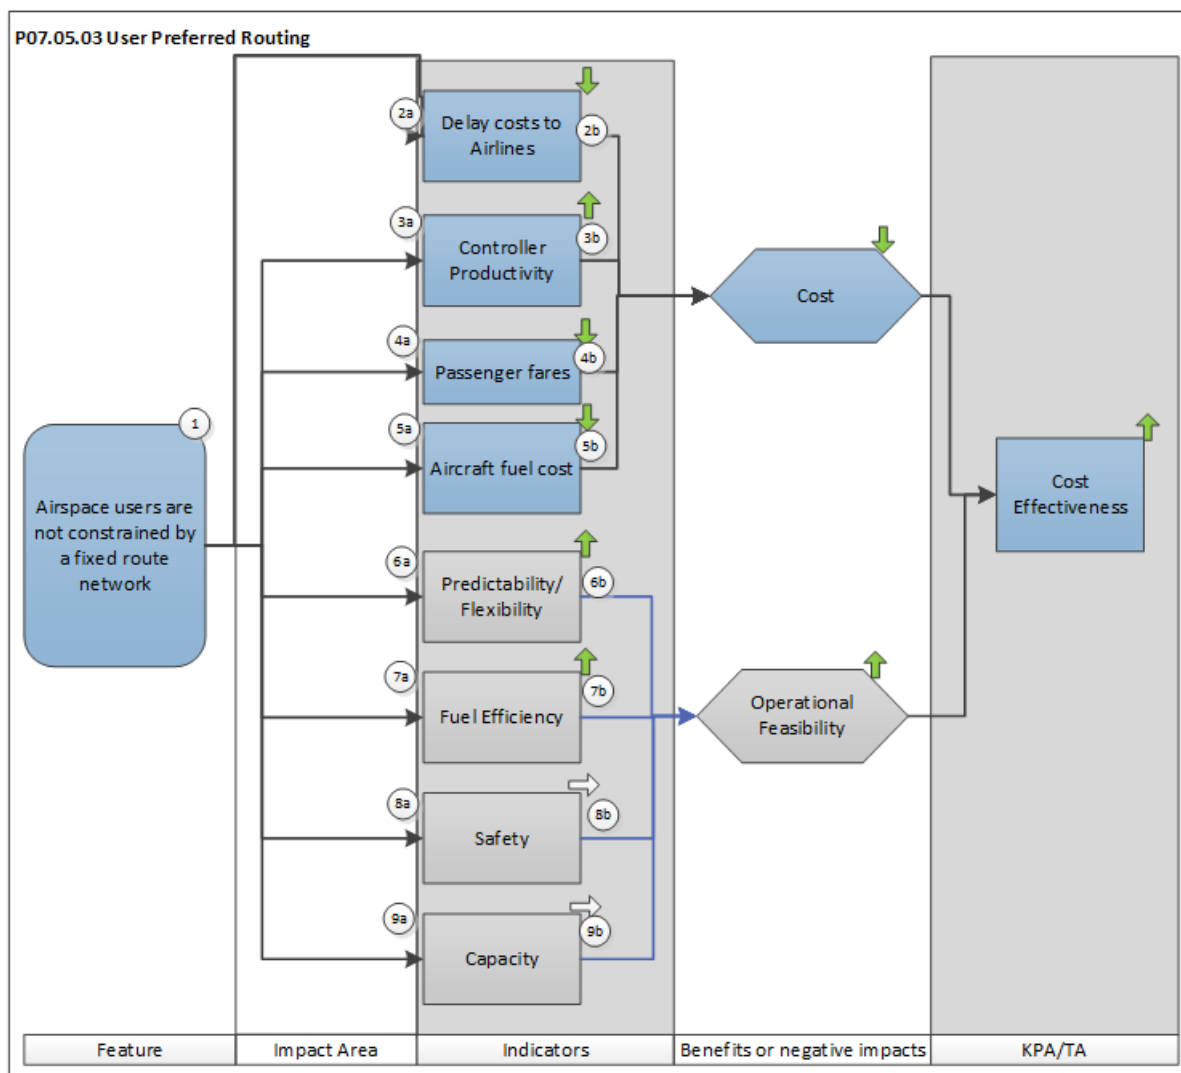 P07.05.03 User Preferred Routing
2a
Delay costs to
Airlines
2b
3a
Controller
Productivity
3b
Cost
4a
Passenger fares
4b
1
5a
Aircraft fuel cost
5b
Cost
Effectiveness
Airspace users are
not constrained by
a fixed route
network
6a
Predictability/
Flexibility
6b
7a
Fuel Efficiency
7b
Operational
Feasibility
8a
Safety
8b
9a
Capacity
9b
Feature
Impact Area
Indicators
Benefits or negative impacts
KPA/TA